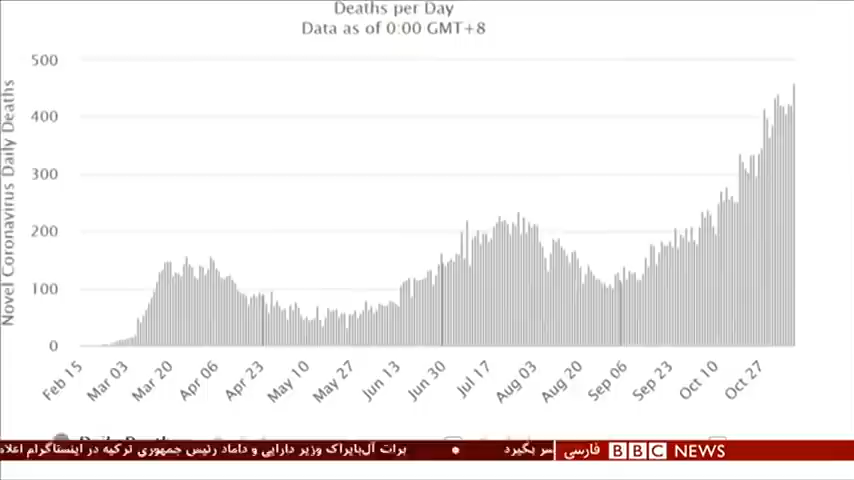 Deaths per Day
Data as of 0:00 GMT+8
Novel Coronavirus Daily Deaths
500
400
300
200
100
0
Feb 15
Mar 03
Mar 20
Apr 06
Apr 23
May 10
May 27
Jun 13
Jun 30
Jul 17
Aug 03
Aug 20
Sep 06
Sep 23
Oct 10
Oct 27
سر بگیرد • برات آل‌بایراک وزیر دارایی و داماد رئیس جمهوری ترکیه در اینستاگرام
فارسی BBC NEWS